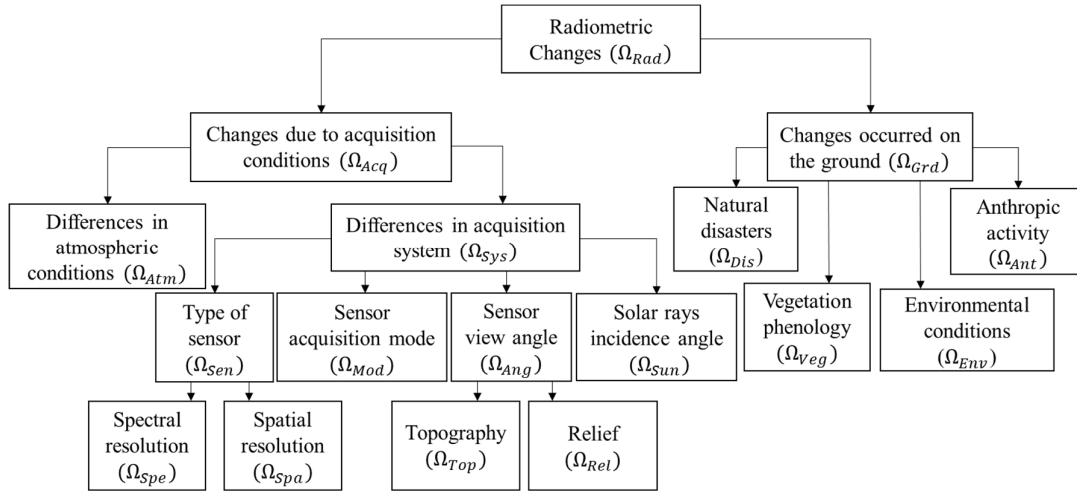 Radiometric
Changes (Ω_Rad)
Changes due to acquisition
conditions (Ω_Acq)
Changes occurred on
the ground (Ω_Grd)
Differences in
atmospheric
conditions (Ω_Atm)
Differences in acquisition
system (Ω_Sys)
Natural
disasters
(Ω_Dis)
Anthropic
activity
(Ω_Ant)
Type of
sensor
(Ω_Sen)
Sensor
acquisition mode
(Ω_Mod)
Sensor
view angle
(Ω_Ang)
Solar rays
incidence angle
(Ω_Sun)
Vegetation
phenology
(Ω_Veg)
Environmental
conditions
(Ω_Env)
Spectral
resolution
(Ω_Spe)
Spatial
resolution
(Ω_Spa)
Topography
(Ω_Top)
Relief
(Ω_Rel)